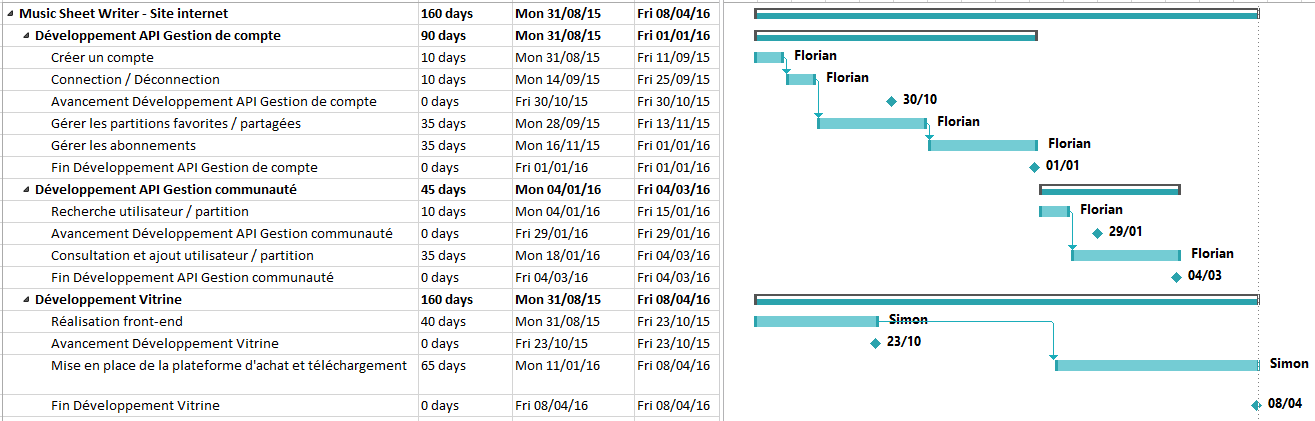 Music Sheet Writer - Site internet 160 days Mon 31/08/15 Fri 08/04/16
Développement API Gestion de compte 90 days Mon 31/08/15 Fri 01/01/16
Créer un compte 10 days Mon 31/08/15 Fri 11/09/15 Florian
Connection / Déconnection 10 days Mon 14/09/15 Fri 25/09/15 Florian
Avancement Développement API Gestion de compte 0 days Fri 30/10/15 Fri 30/10/15 30/10
Gérer les partitions favorites / partagées 35 days Mon 28/09/15 Fri 13/11/15 Florian
Gérer les abonnements 35 days Mon 16/11/15 Fri 01/01/16 Florian
Fin Développement API Gestion de compte 0 days Fri 01/01/16 Fri 01/01/16 01/01
Développement API Gestion communauté 45 days Mon 04/01/16 Fri 04/03/16
Recherche utilisateur / partition 10 days Mon 04/01/16 Fri 15/01/16 Florian
Avancement Développement API Gestion communauté 0 days Fri 29/01/16 Fri 29/01/16 29/01
Consultation et ajout utilisateur / partition 35 days Mon 18/01/16 Fri 04/03/16 Florian
Fin Développement API Gestion communauté 0 days Fri 04/03/16 Fri 04/03/16 04/03
Développement Vitrine 160 days Mon 31/08/15 Fri 08/04/16
Réalisation front-end 40 days Mon 31/08/15 Fri 23/10/15 Simon
Avancement Développement Vitrine 0 days Fri 23/10/15 Fri 23/10/15 23/10
Mise en place de la plateforme d'achat et téléchargement 65 days Mon 11/01/16 Fri 08/04/16 Simon
Fin Développement Vitrine 0 days Fri 08/04/16 Fri 08/04/16 08/04